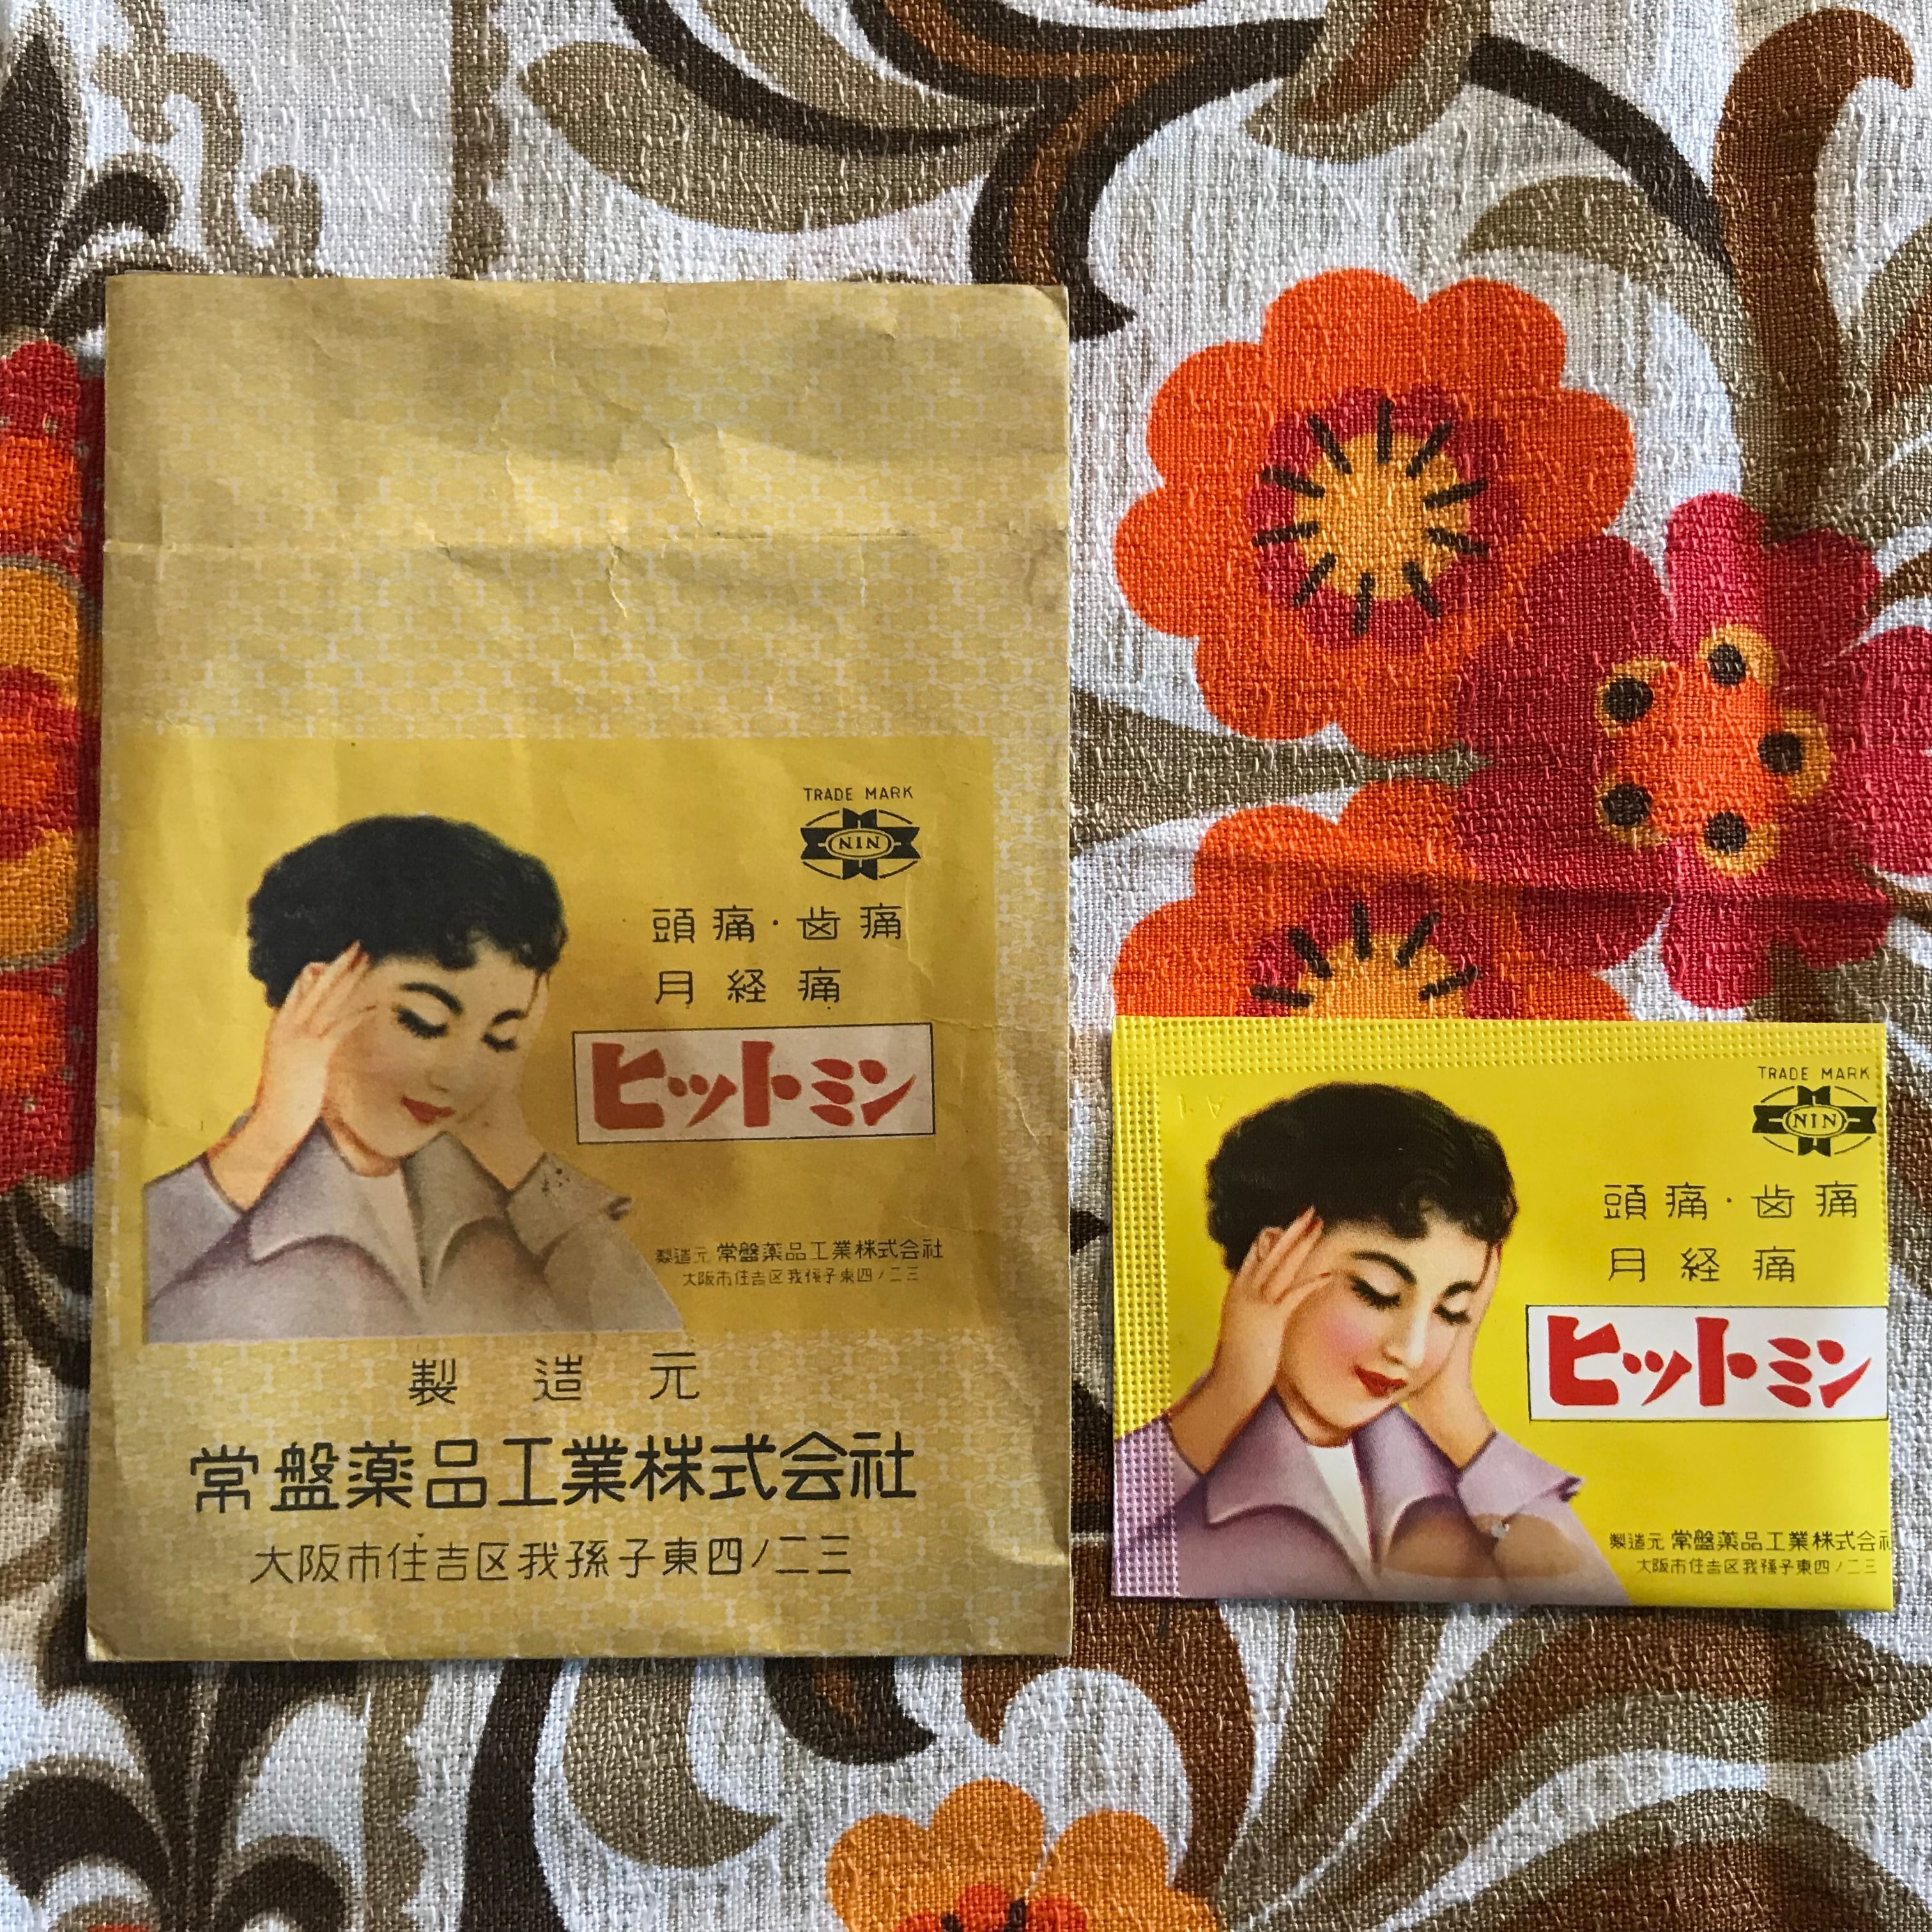 TRADE MARK
NIN
頭痛・歯痛
月経痛
ヒットミン
製造元 常盤薬品工業株式会社
大阪市住吉区我孫子東四ノ二三
製造元
常盤薬品工業株式会社
大阪市住吉区我孫子東四ノ二三
TRADE MARK
NIN
A 1
頭痛・歯痛
月経痛
ヒットミン
製造元 常盤薬品工業株式会
大阪市住吉区我孫子東四ノ二三